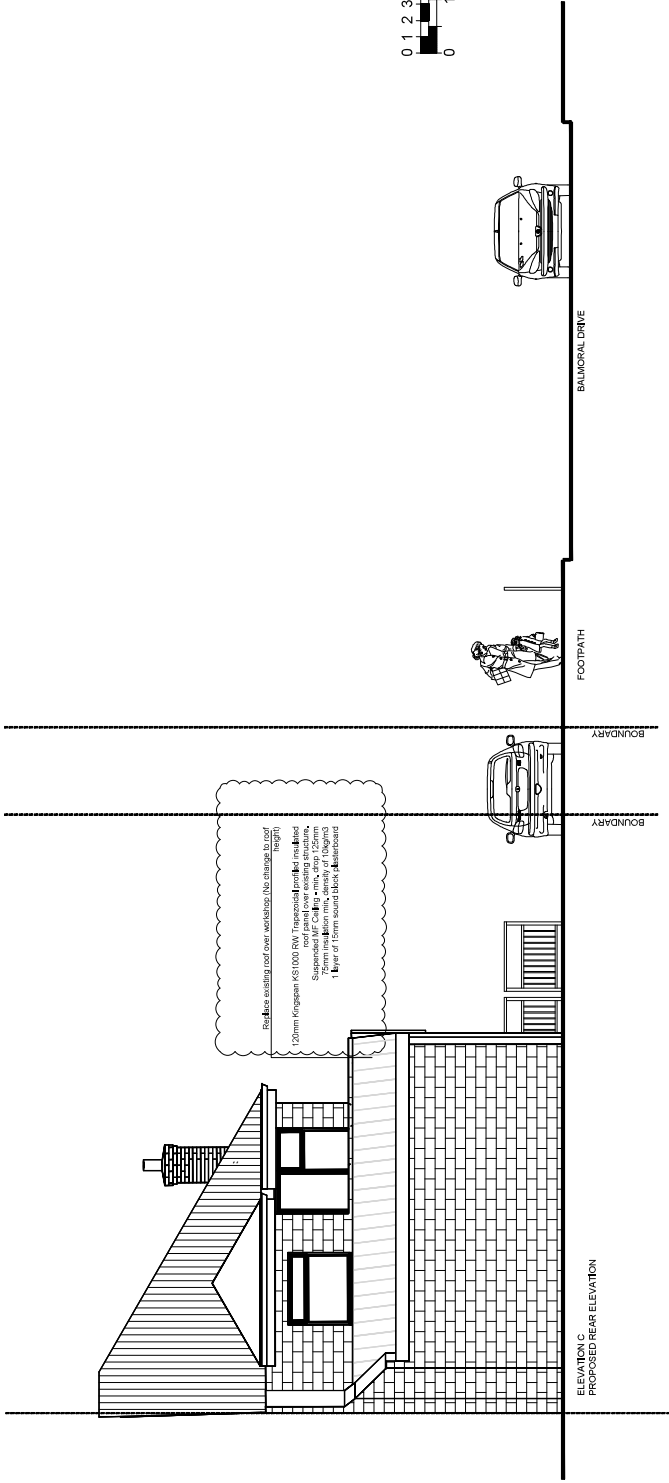 Replace existing roof over workshop (No change to roof
height)
120mm Kingspan KS1000 RW Trapezoidal profiled insulated
roof panel over existing structure.
Suspended MF Ceiling - min. drop 125mm
75mm insulation min. density of 10kg/m3
1 layer of 15mm sound block plasterboard
ELEVATION C
PROPOSED REAR ELEVATION
BOUNDARY
BOUNDARY
FOOTPATH
BALMORAL DRIVE
0 1 2 3
0